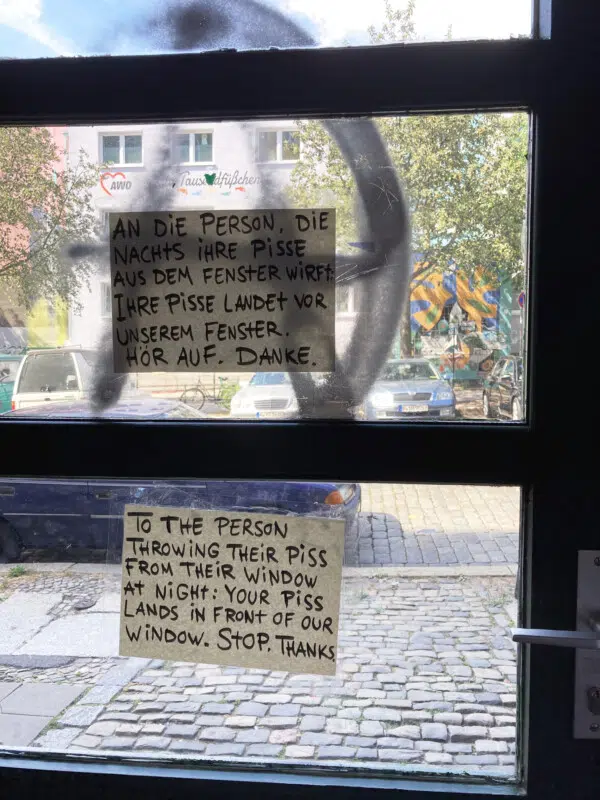 AWO
Tausendfüßchen
AN DIE PERSON, DIE
NACHTS IHRE PISSE
AUS DEM FENSTER WIRFT:
IHRE PISSE LANDET VOR
UNSEREM FENSTER.
HÖR AUF. DANKE.
TO THE PERSON
THROWING THEIR PISS
FROM THEIR WINDOW
AT NIGHT: YOUR PISS
LANDS IN FRONT OF OUR
WINDOW. STOP. THANKS